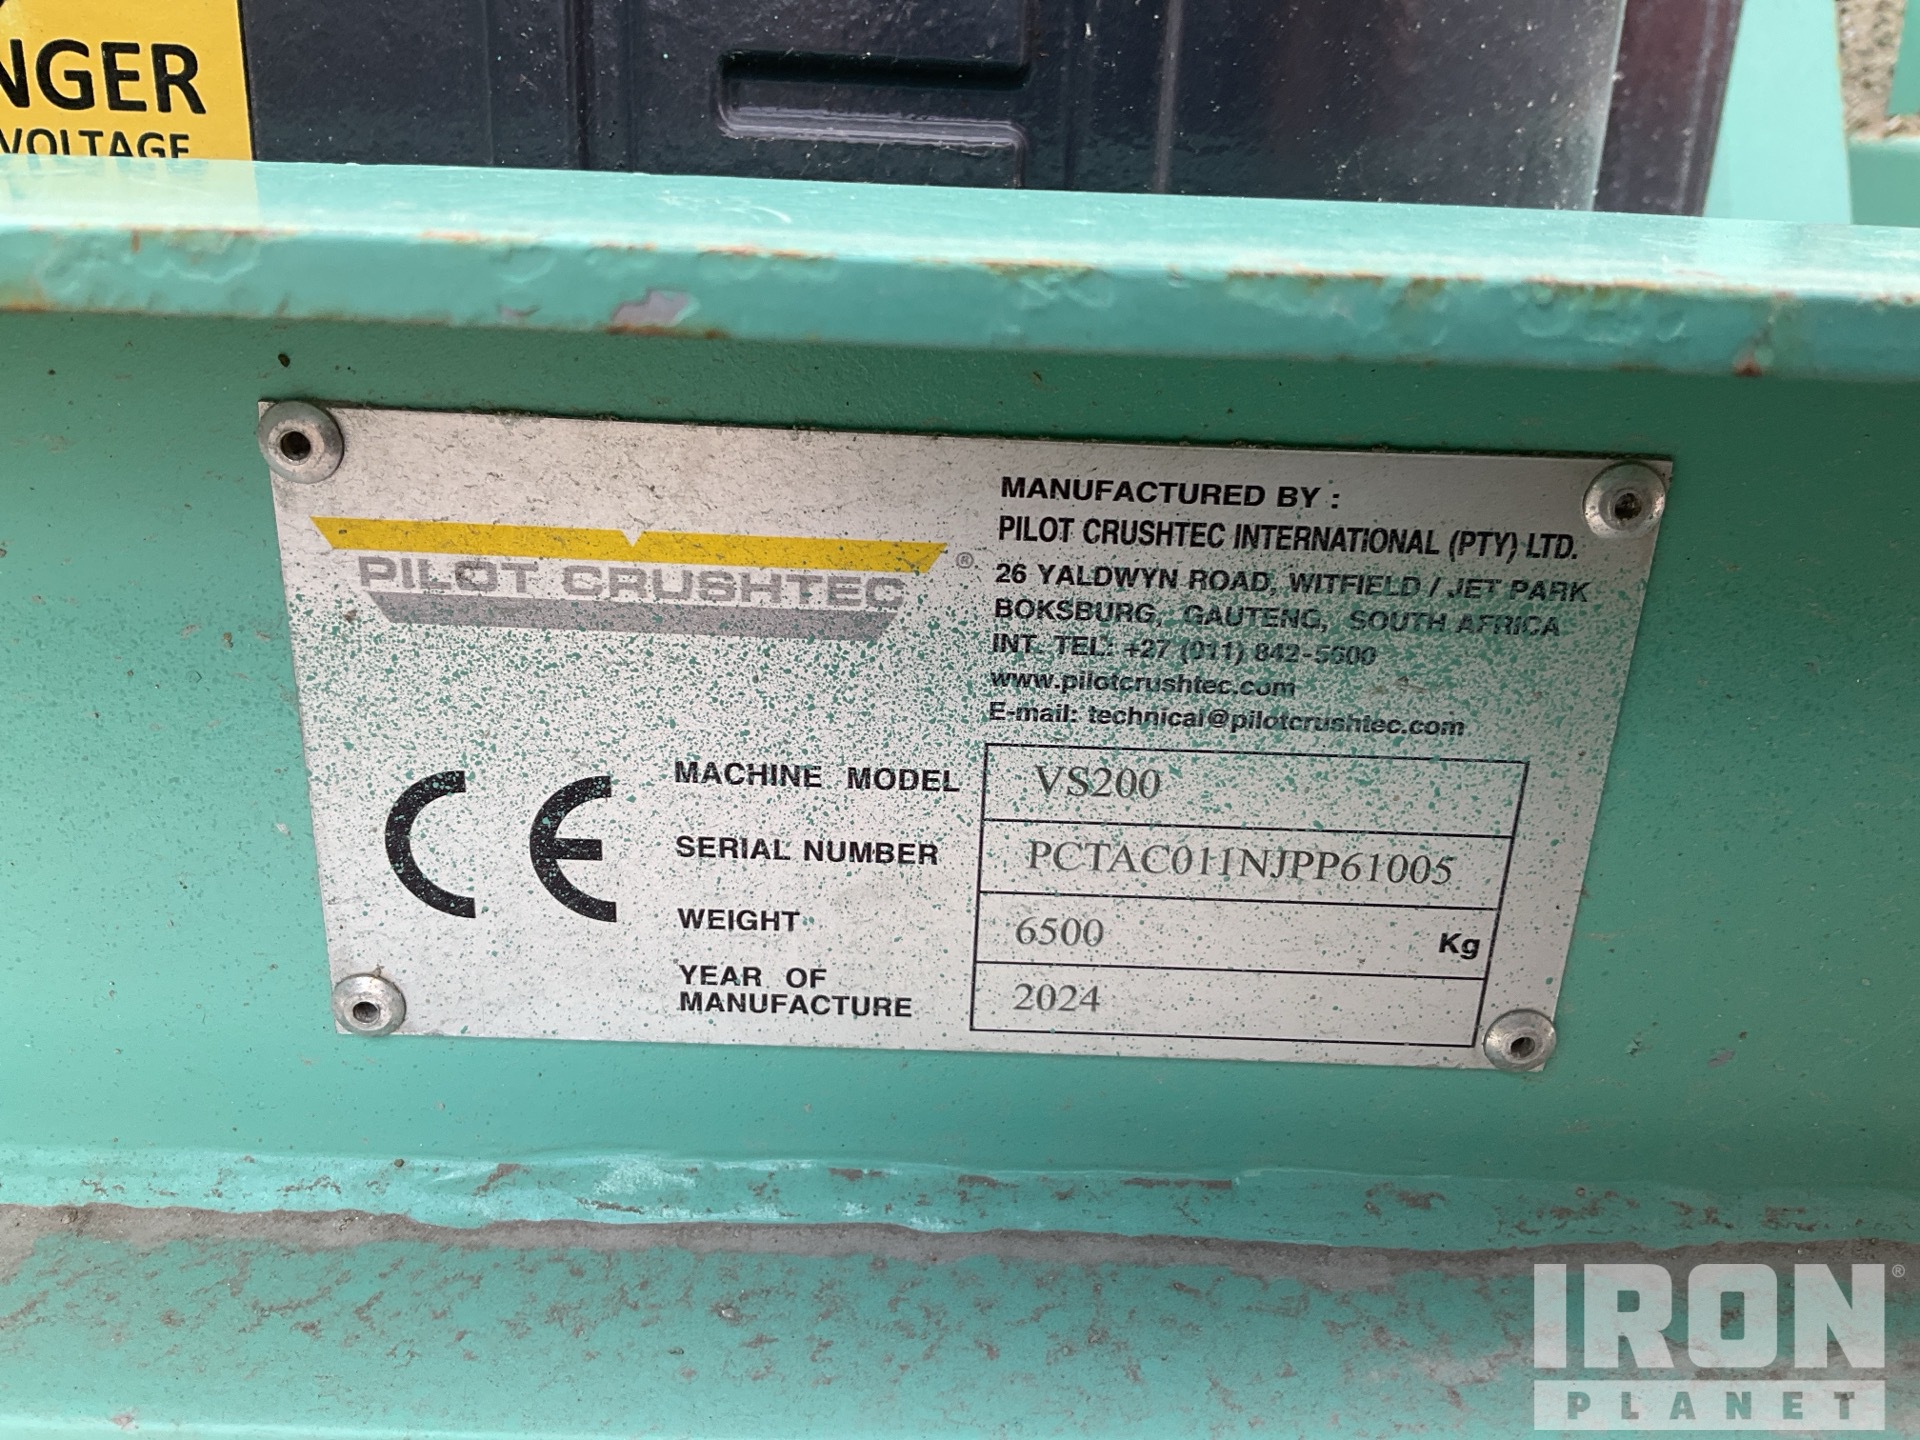 NGER
VOLTAGE
PILOT CRUSHTEC ®
MANUFACTURED BY :
PILOT CRUSHTEC INTERNATIONAL (PTY) LTD.
26 YALDWYN ROAD, WITFIELD / JET PARK
BOKSBURG, GAUTENG, SOUTH AFRICA
INT. TEL: +27 (011) 842-5600
www.pilotcrushtec.com
E-mail: technical@pilotcrushtec.com
CE
MACHINE MODEL VS200
SERIAL NUMBER PCTAC011NJPP61005
WEIGHT 6500 Kg
YEAR OF
MANUFACTURE 2024
IRON ®
PLANET